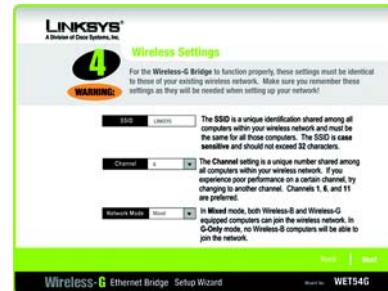 LINKSYS®
A Division of Cisco Systems, Inc.
4
Wireless Settings
WARNING:
For the Wireless-G Bridge to function properly, these settings must be identical
to those of your existing wireless network. Make sure you remember these
settings as they will be needed when setting up your network!
SSID
LINKSYS
The SSID is a unique identification shared among all
computers within your wireless network and must be
the same for all those computers. The SSID is case
sensitive and should not exceed 32 characters.
Channel
6
The Channel setting is a unique number shared among
all computers within your wireless network. If you
experience poor performance on a certain channel, try
changing to another channel. Channels 1, 6, and 11
are preferred.
Network Mode
Mixed
In Mixed mode, both Wireless-B and Wireless-G
equipped computers can join the wireless network. In
G-Only mode, no Wireless-B computers will be able to
join the network.
Back
Next
Wireless-G Ethernet Bridge Setup Wizard
Model No. WET54G